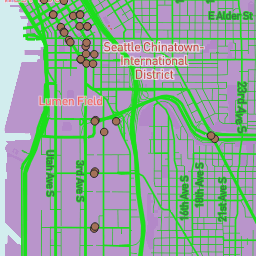 E Alder St
Seattle Chinatown-
International
District
23rd Ave S
Lumen Field
Utah Ave S
3rd Ave S
16th Ave S
18th Ave S
21st Ave S